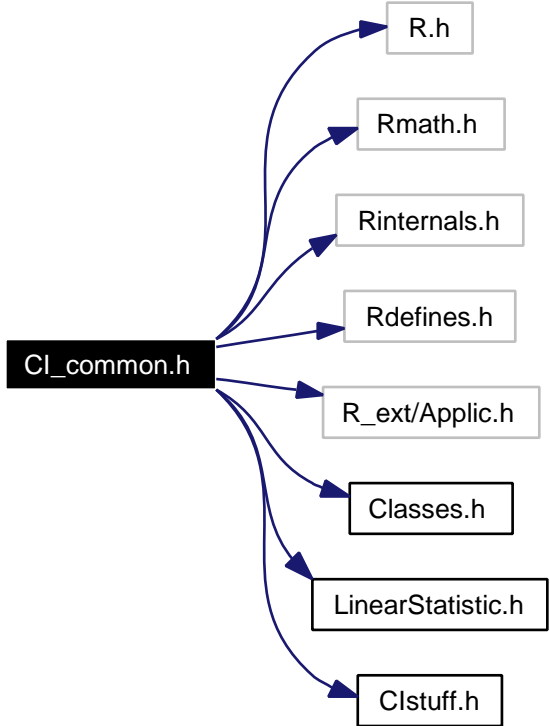 R.h
Rmath.h
Rinternals.h
Rdefines.h
CI_common.h
R_ext/Applic.h
Classes.h
LinearStatistic.h
CIstuff.h